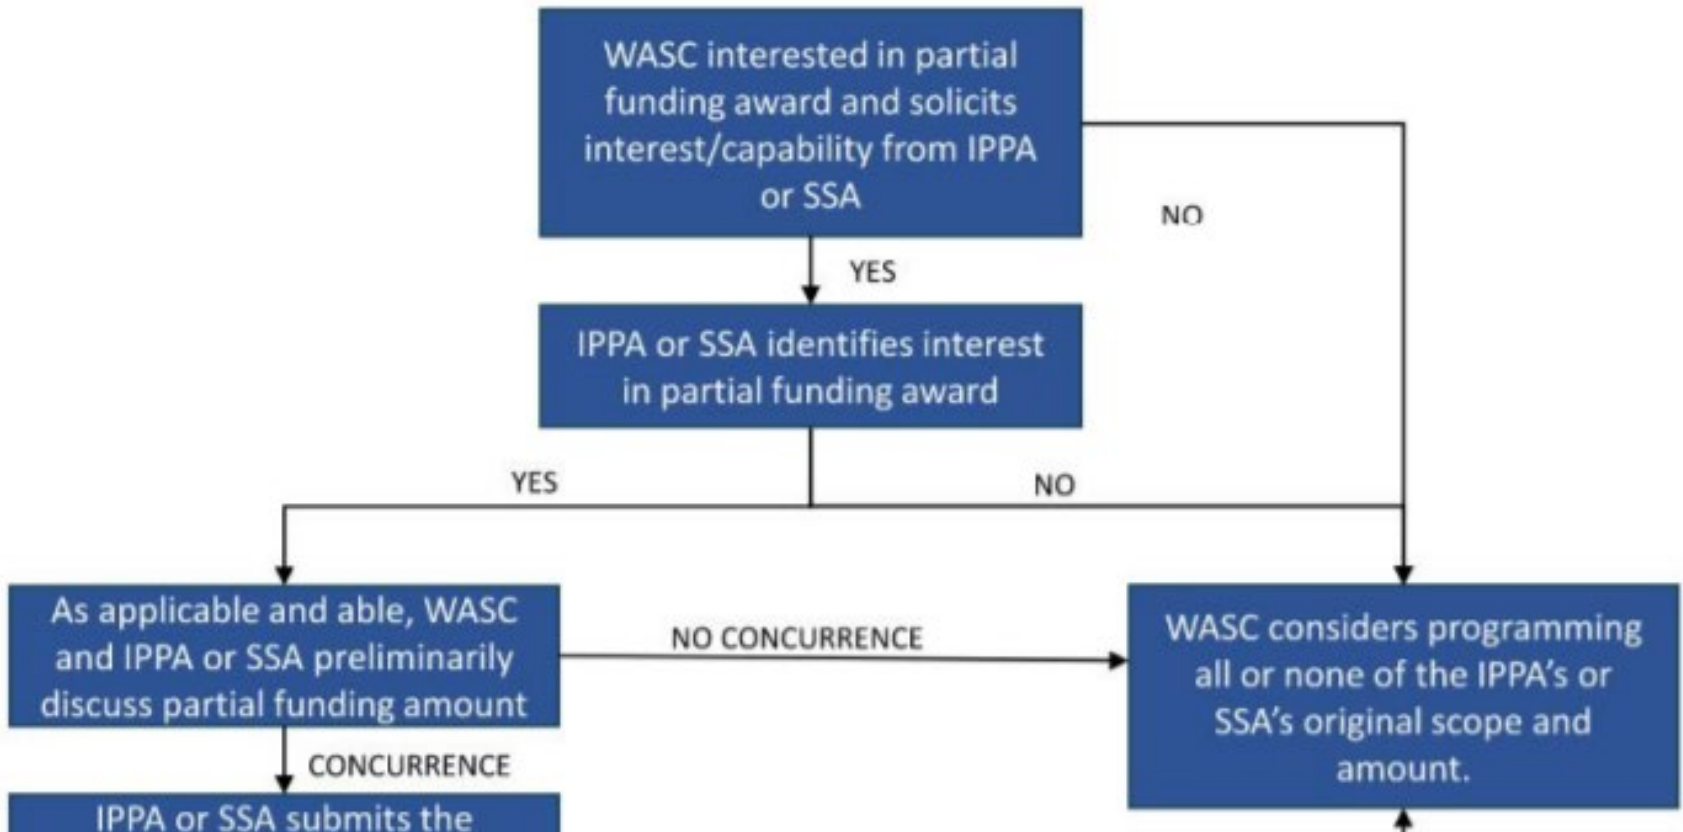 WASC interested in partial
funding award and solicits
interest/capability from IPPA
or SSA
NO
YES
IPPA or SSA identifies interest
in partial funding award
YES
NO
As applicable and able, WASC
and IPPA or SSA preliminarily
discuss partial funding amount
NO CONCURRENCE
WASC considers programming
all or none of the IPPA's or
SSA's original scope and
amount.
CONCURRENCE
IPPA or SSA submits the